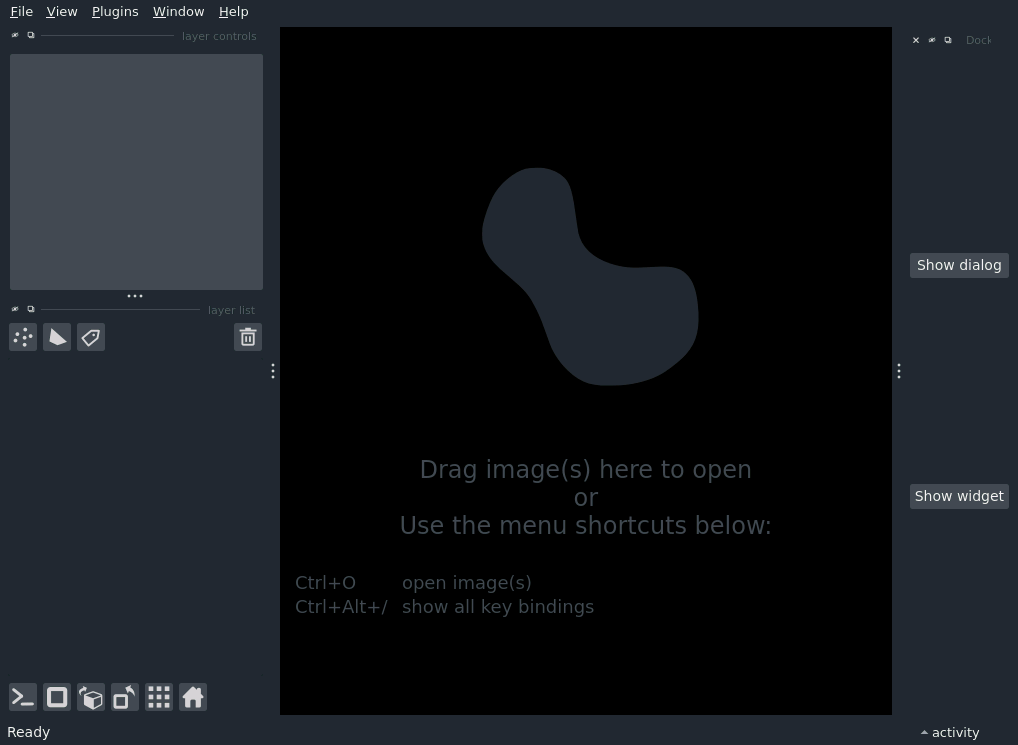 File View Plugins Window Help
layer controls
Dock
layer list
Show dialog
Show widget
Drag image(s) here to open
or
Use the menu shortcuts below:
Ctrl+O open image(s)
Ctrl+Alt+/ show all key bindings
Ready
activity